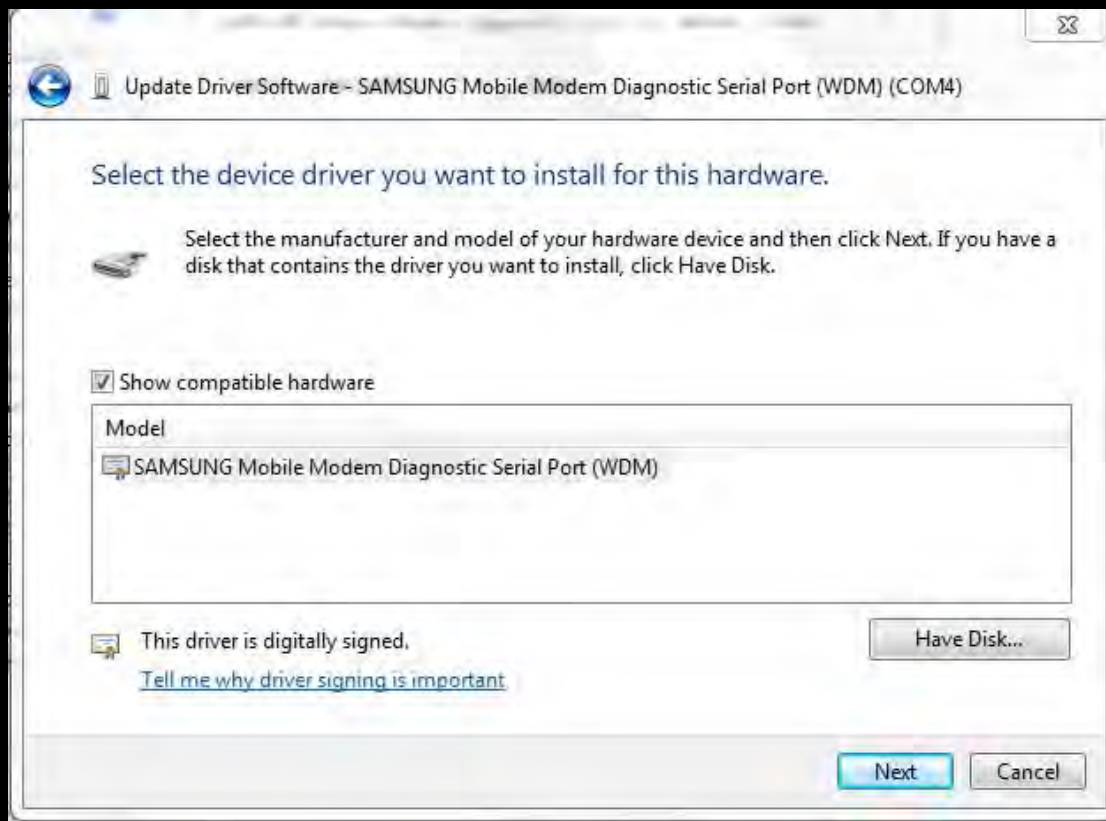 Update Driver Software - SAMSUNG Mobile Modem Diagnostic Serial Port (WDM) (COM4)
Select the device driver you want to install for this hardware.
Select the manufacturer and model of your hardware device and then click Next. If you have a
disk that contains the driver you want to install, click Have Disk.
Show compatible hardware
Model
SAMSUNG Mobile Modem Diagnostic Serial Port (WDM)
This driver is digitally signed.
Have Disk...
Tell me why driver signing is important
Next
Cancel